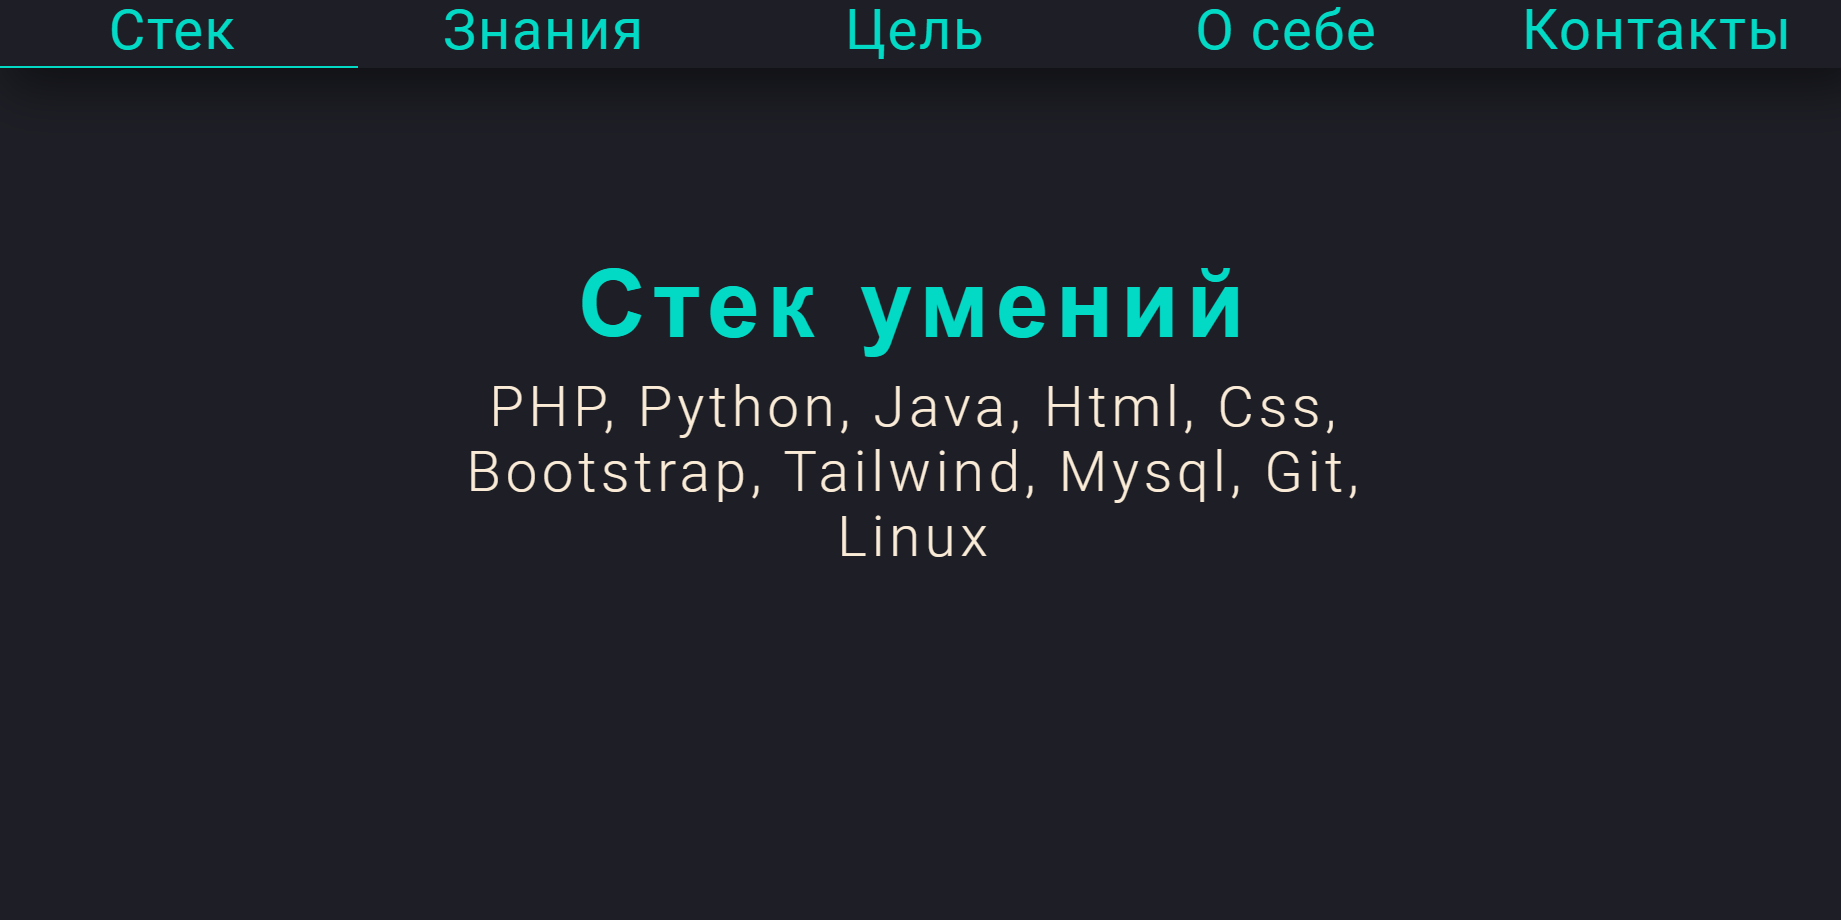 Стек Знания Цель О себе Контакты
Стек умений
PHP, Python, Java, Html, Css,
Bootstrap, Tailwind, Mysql, Git,
Linux